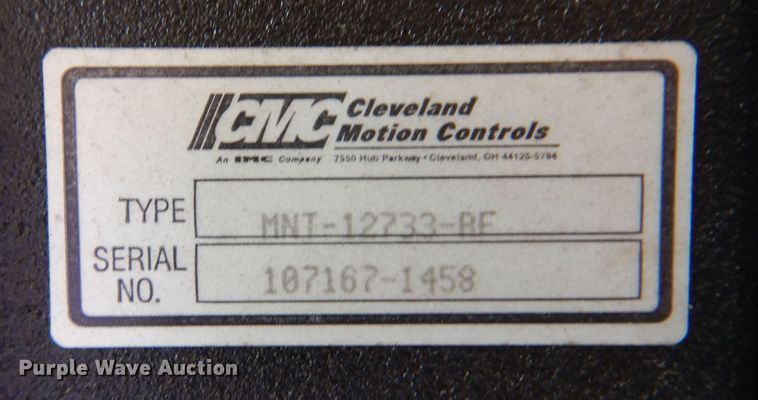 CMC Cleveland
Motion Controls
An IMC Company 7550 Hub Parkway • Cleveland, OH 44125-5794
TYPE MNT-12733-BE
SERIAL NO. 107167-1458
Purple Wave Auction